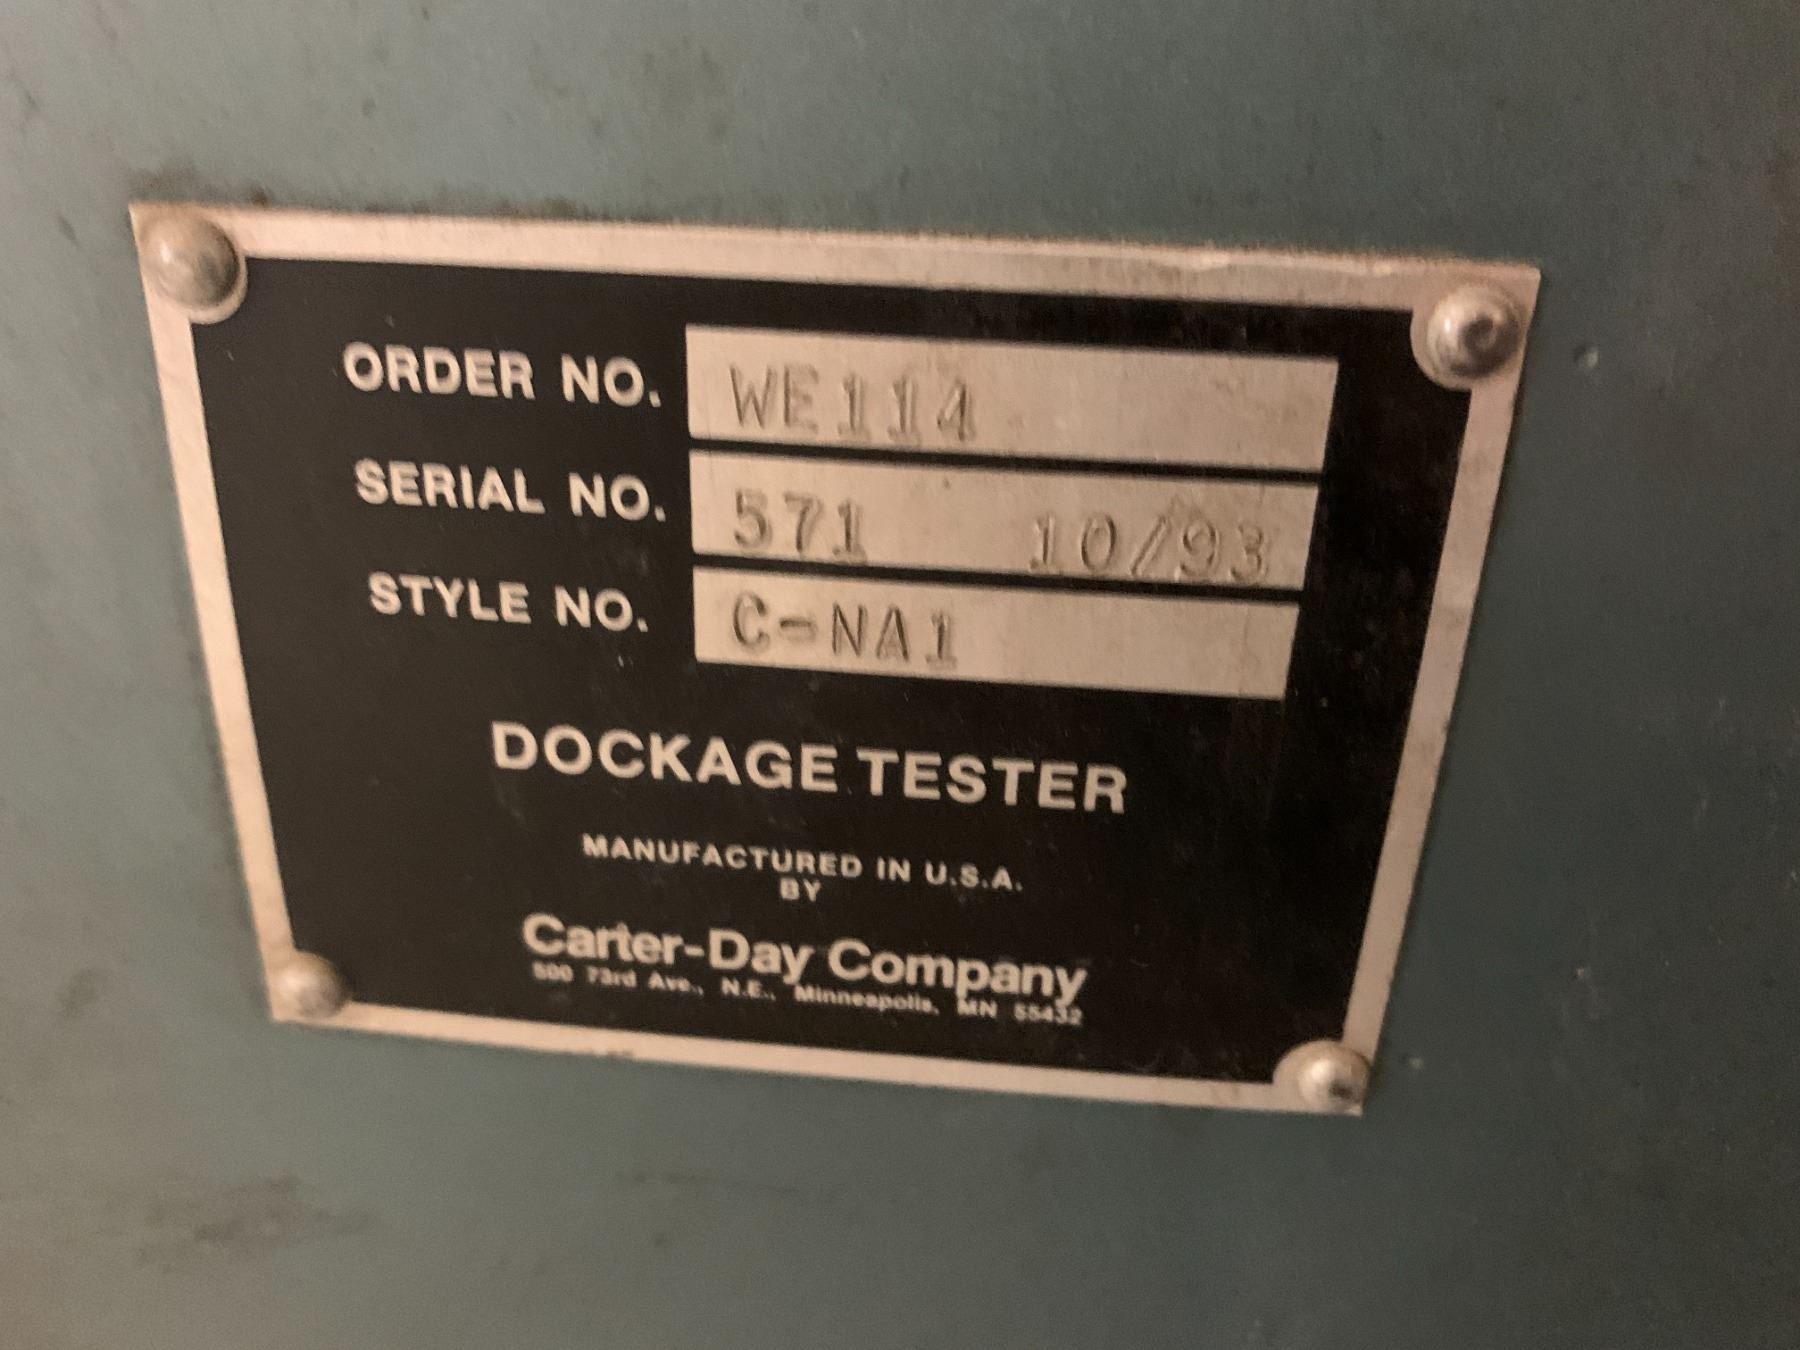 ORDER NO. WE114
SERIAL NO. 571 10/93
STYLE NO. C-NA1
DOCKAGE TESTER
MANUFACTURED IN U.S.A.
BY
Carter-Day Company
500 73rd Ave., N.E., Minneapolis, MN 55432